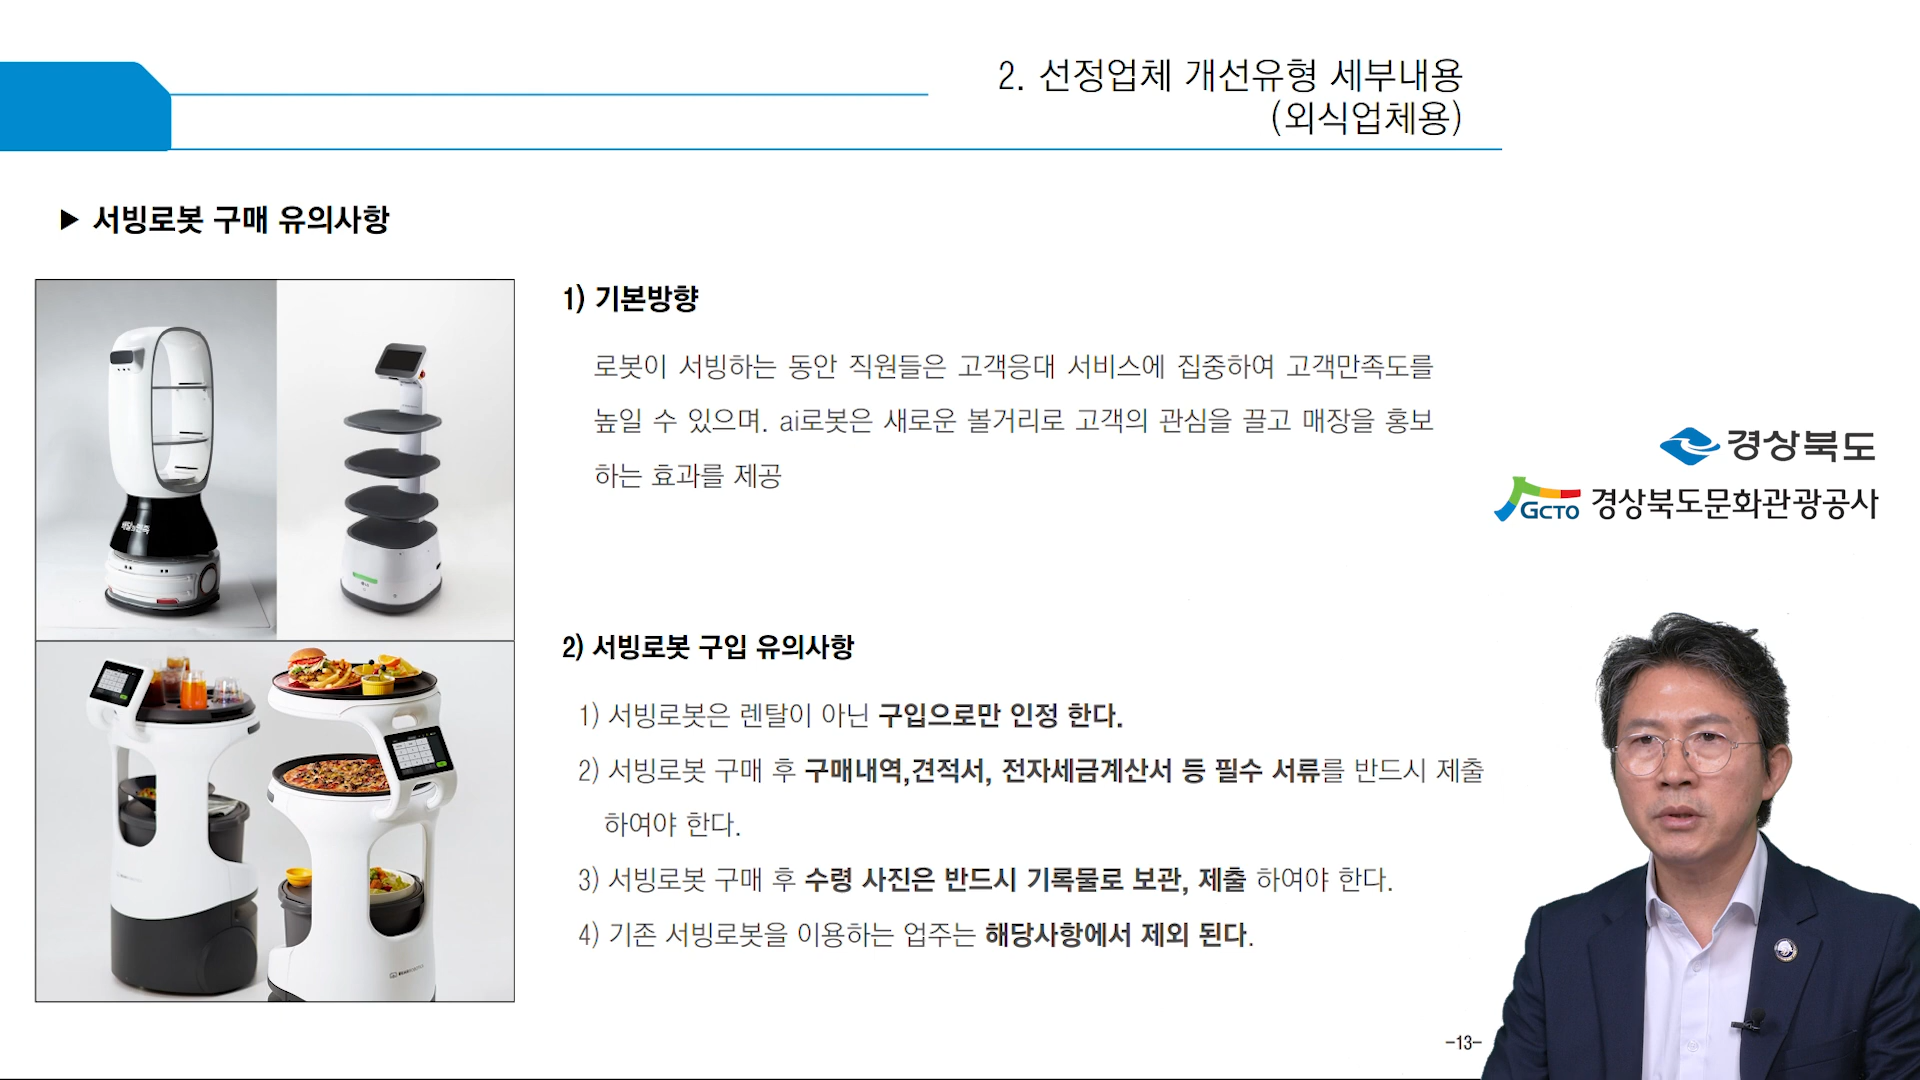 2. 선정업체 개선유형 세부내용
(외식업체용)
▶ 서빙로봇 구매 유의사항
1) 기본방향
로봇이 서빙하는 동안 직원들은 고객응대 서비스에 집중하여 고객만족도를
높일 수 있으며. ai로봇은 새로운 볼거리로 고객의 관심을 끌고 매장을 홍보
하는 효과를 제공
경상북도
GCTO 경상북도문화관광공사
2) 서빙로봇 구입 유의사항
1) 서빙로봇은 렌탈이 아닌 구입으로만 인정 한다.
2) 서빙로봇 구매 후 구매내역,견적서, 전자세금계산서 등 필수 서류를 반드시 제출
하여야 한다.
3) 서빙로봇 구매 후 수령 사진은 반드시 기록물로 보관, 제출 하여야 한다.
4) 기존 서빙로봇을 이용하는 업주는 해당사항에서 제외 된다.
-13-